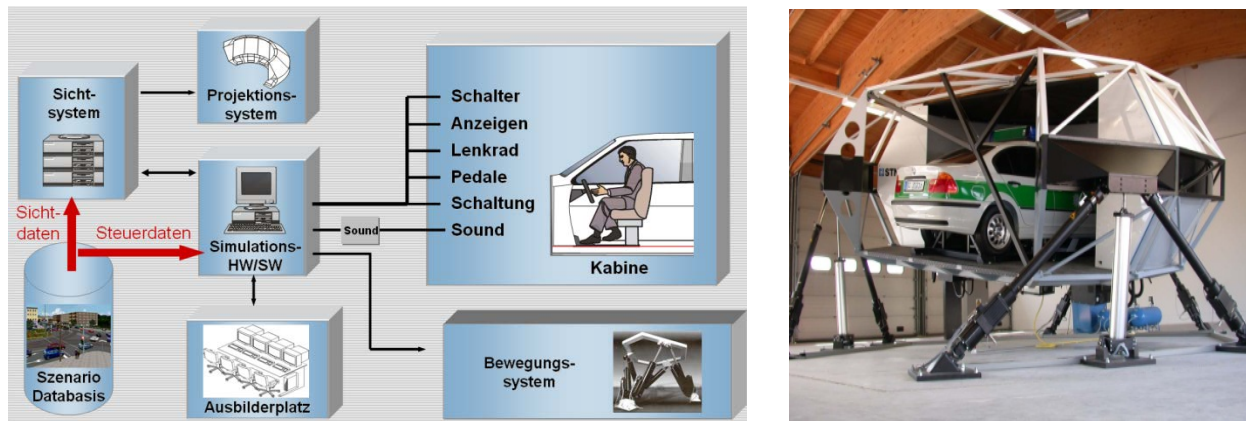 Sicht-
system
Projektions-
system
Schalter
Anzeigen
Lenkrad
Pedale
Schaltung
Sound
Kabine
Sicht-
daten
Steuerdaten
Simulations-
HW/SW
Sound
Szenario
Databasis
Ausbilderplatz
Bewegungs-
system